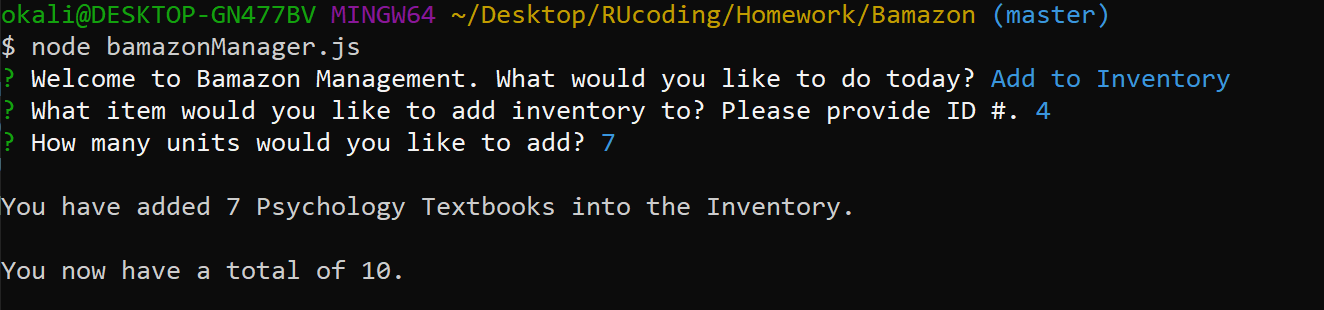 okali@DESKTOP-GN477BV MINGW64 ~/Desktop/RUcoding/Homework/Bamazon (master)
$ node bamazonManager.js
? Welcome to Bamazon Management. What would you like to do today? Add to Inventory
? What item would you like to add inventory to? Please provide ID #. 4
? How many units would you like to add? 7
You have added 7 Psychology Textbooks into the Inventory.
You now have a total of 10.